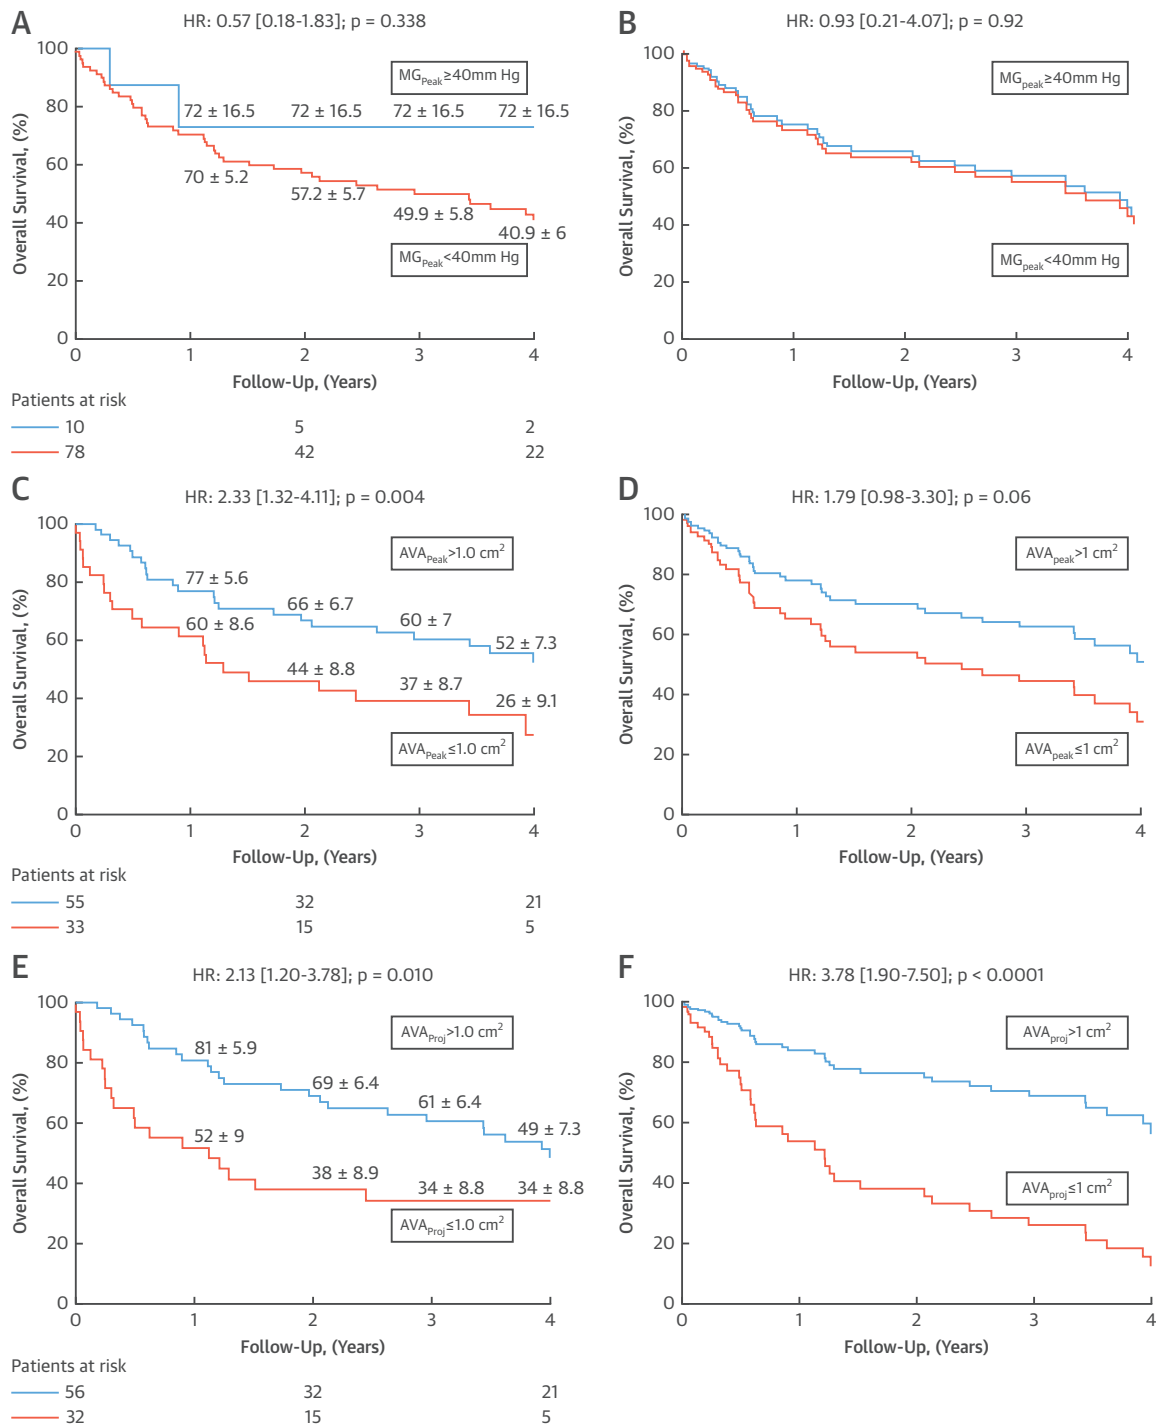 A
HR: 0.57 [0.18-1.83]; p = 0.338
Overall Survival, (%)
100
80
60
40
20
0
MG_Peak≥40mm Hg
72 ± 16.5 72 ± 16.5 72 ± 16.5 72 ± 16.5
70 ± 5.2
57.2 ± 5.7
49.9 ± 5.8
40.9 ± 6
MG_Peak<40mm Hg
0 1 2 3 4
Follow-Up, (Years)
Patients at risk
10 5 2
78 42 22
B
HR: 0.93 [0.21-4.07]; p = 0.92
Overall Survival, (%)
100
80
60
40
20
0
MG_peak≥40mm Hg
MG_peak<40mm Hg
0 1 2 3 4
Follow-Up, (Years)
C
HR: 2.33 [1.32-4.11]; p = 0.004
Overall Survival, (%)
100
80
60
40
20
0
AVA_Peak>1.0 cm²
77 ± 5.6
66 ± 6.7
60 ± 7
52 ± 7.3
60 ± 8.6
44 ± 8.8
37 ± 8.7
26 ± 9.1
AVA_Peak≤1.0 cm²
0 1 2 3 4
Follow-Up, (Years)
Patients at risk
55 32 21
33 15 5
D
HR: 1.79 [0.98-3.30]; p = 0.06
Overall Survival, (%)
100
80
60
40
20
0
AVA_peak>1 cm²
AVA_peak≤1 cm²
0 1 2 3 4
Follow-Up, (Years)
E
HR: 2.13 [1.20-3.78]; p = 0.010
Overall Survival, (%)
100
80
60
40
20
0
AVA_Proj>1.0 cm²
81 ± 5.9
69 ± 6.4
61 ± 6.4
49 ± 7.3
52 ± 9
38 ± 8.9
34 ± 8.8 34 ± 8.8
AVA_Proj≤1.0 cm²
0 1 2 3 4
Follow-Up, (Years)
Patients at risk
56 32 21
32 15 5
F
HR: 3.78 [1.90-7.50]; p < 0.0001
Overall Survival, (%)
100
80
60
40
20
0
AVA_proj>1 cm²
AVA_proj≤1 cm²
0 1 2 3 4
Follow-Up, (Years)